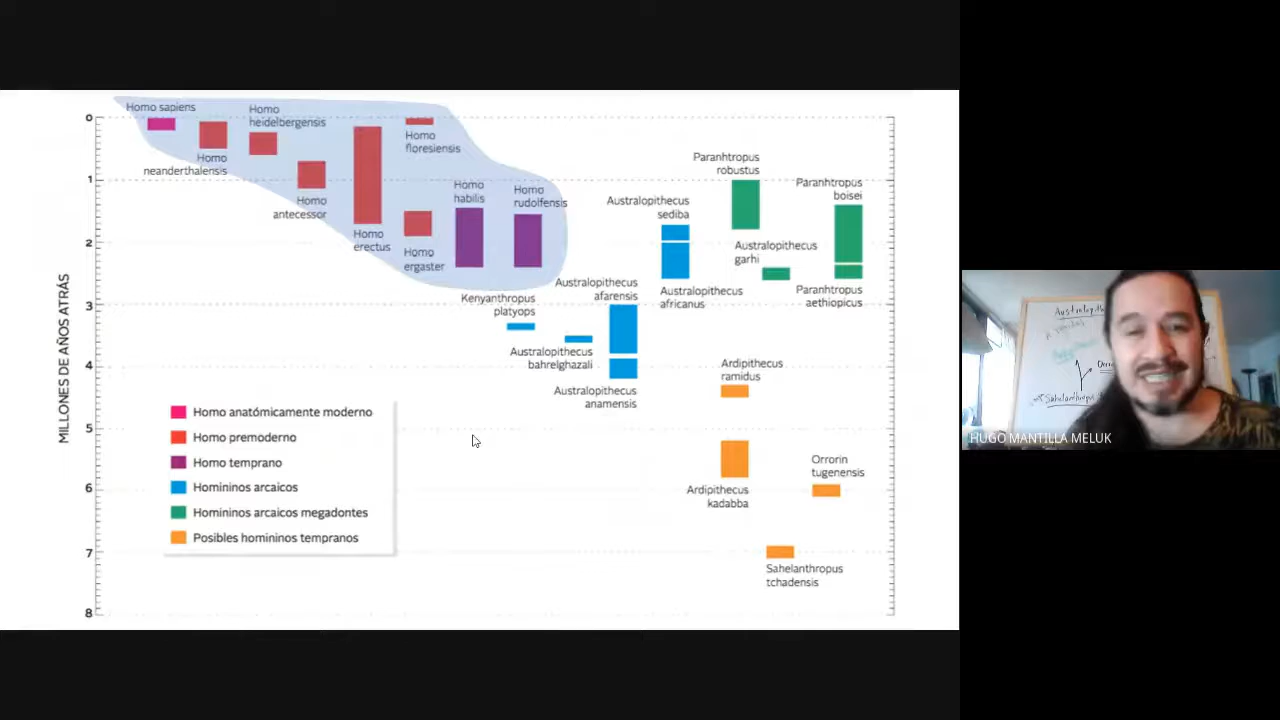 Homo sapiens
Homo
heidelbergensis
Homo
neanderthalensis
Homo
antecessor
Homo
erectus
Homo
floresiensis
Homo
ergaster
Homo
habilis
Homo
rudolfensis
Kenyanthropus
platyops
Australopithecus
bahrelghazali
Australopithecus
afarensis
Australopithecus
anamensis
Australopithecus
sediba
Australopithecus
africanus
Paranhtropus
robustus
Australopithecus
garhi
Paranhtropus
boisei
Paranhtropus
aethiopicus
Ardipithecus
ramidus
Ardipithecus
kadabba
Orrorin
tugenensis
Sahelanthropus
tchadensis
MILLONES DE AÑOS ATRÁS
0
1
2
3
4
5
6
7
8
Homo anatómicamente moderno
Homo premoderno
Homo temprano
Homininos arcaicos
Homininos arcaicos megadontes
Posibles homininos tempranos
HUGO MANTILLA MELUK